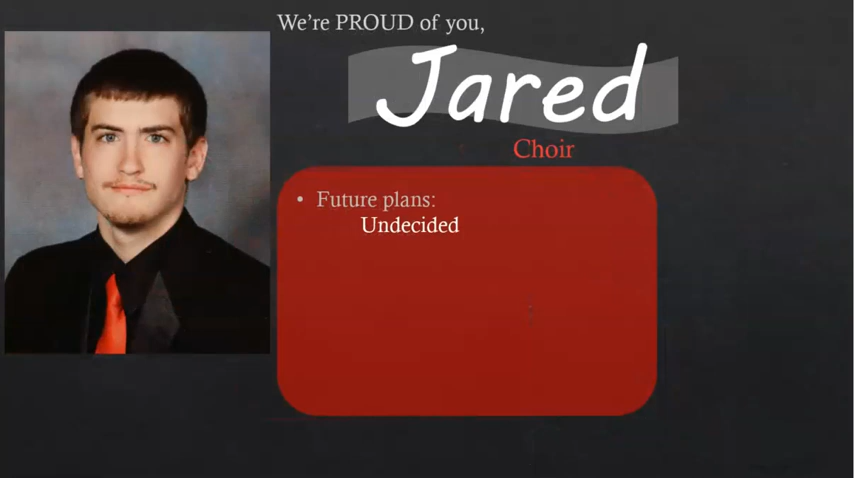 We're PROUD of you,
Jared
Choir
• Future plans:
Undecided